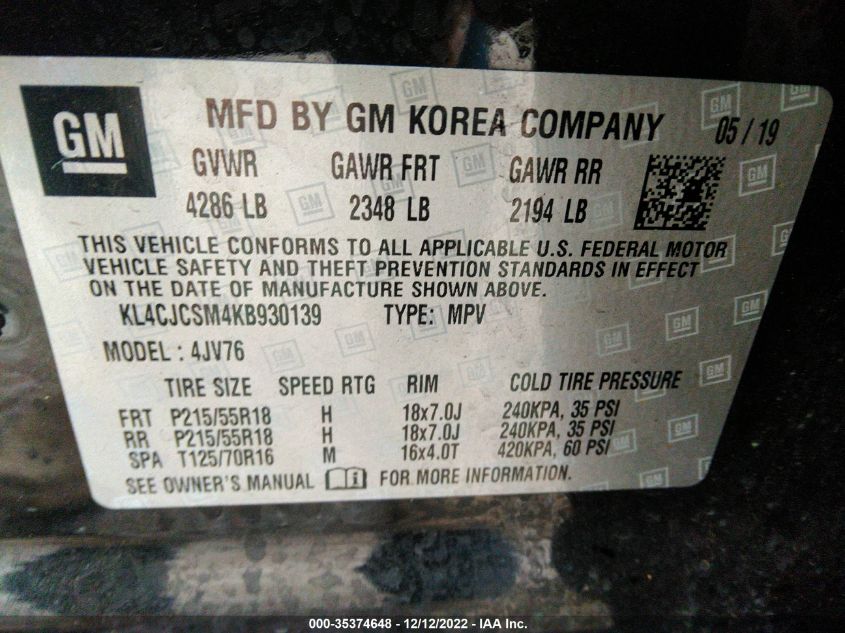 GM MFD BY GM KOREA COMPANY 05 / 19
GVWR GAWR FRT GAWR RR
4286 LB 2348 LB 2194 LB
THIS VEHICLE CONFORMS TO ALL APPLICABLE U.S. FEDERAL MOTOR
VEHICLE SAFETY AND THEFT PREVENTION STANDARDS IN EFFECT
ON THE DATE OF MANUFACTURE SHOWN ABOVE.
KL4CJCSM4KB930139 TYPE: MPV
MODEL : 4JV76
TIRE SIZE SPEED RTG RIM COLD TIRE PRESSURE
FRT P215/55R18 H 18x7.0J 240KPA, 35 PSI
RR P215/55R18 H 18x7.0J 240KPA, 35 PSI
SPA T125/70R16 M 16x4.0T 420KPA, 60 PSI
SEE OWNER'S MANUAL FOR MORE INFORMATION.
000-35374648 - 12/12/2022 - IAA Inc.